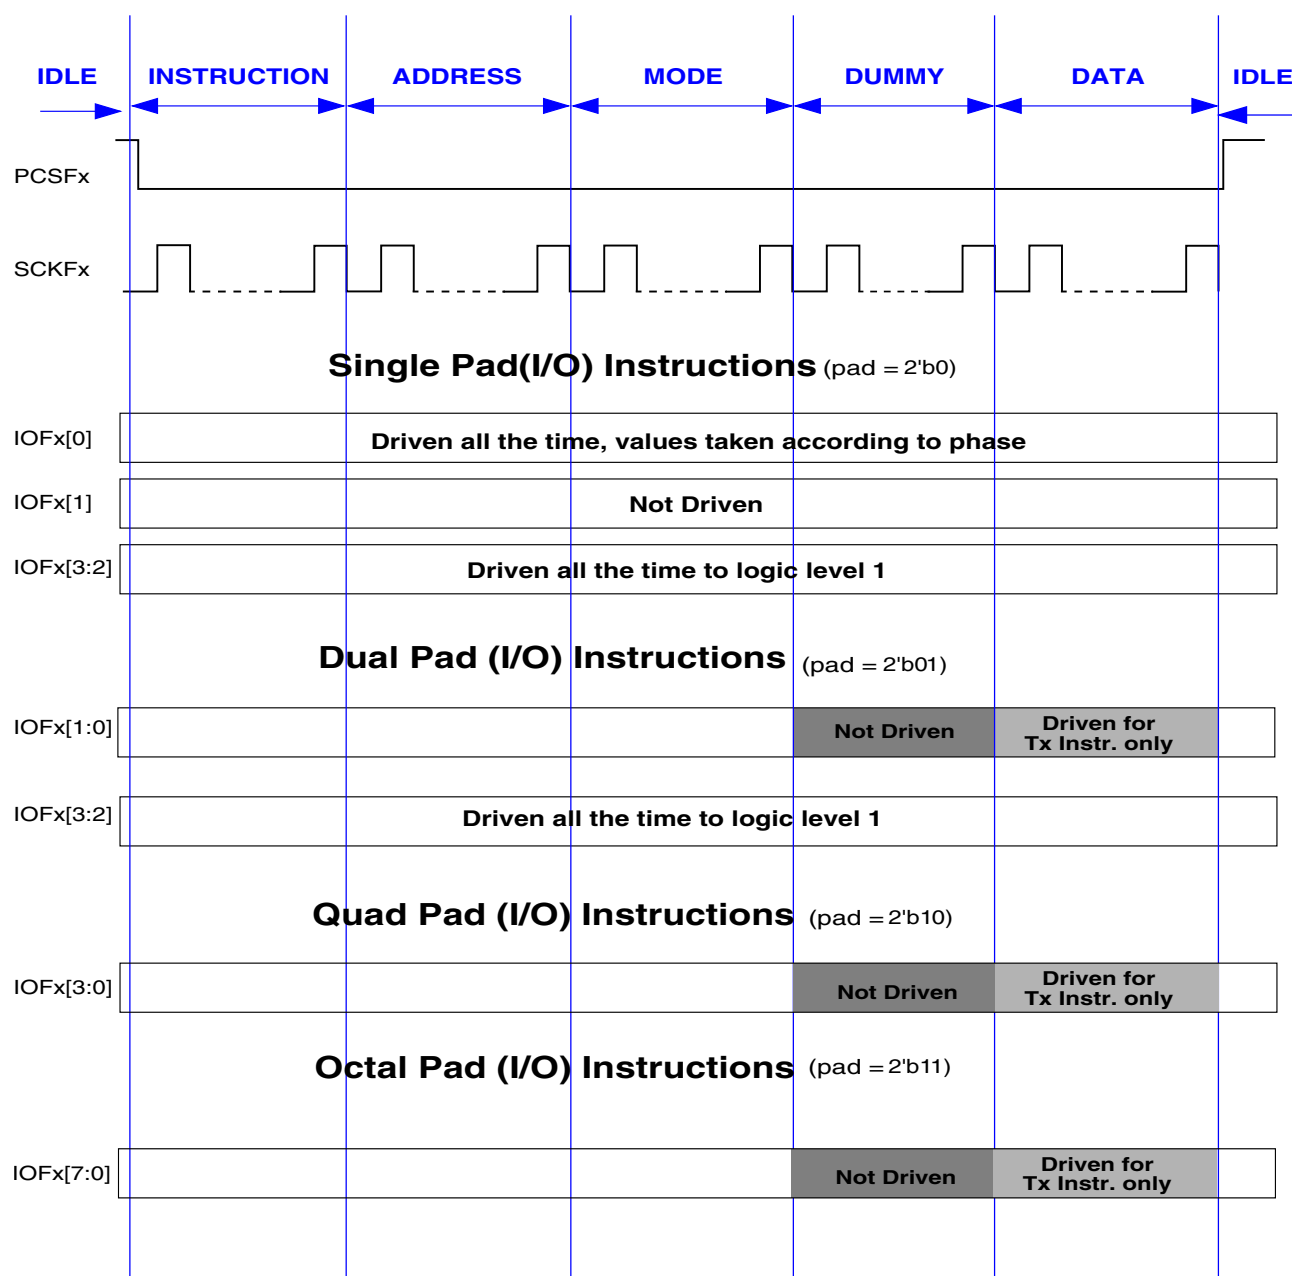 IDLE INSTRUCTION ADDRESS MODE DUMMY DATA IDLE
PCSFx
SCKFx
Single Pad(I/O) Instructions (pad = 2'b0)
IOFx[0] Driven all the time, values taken according to phase
IOFx[1] Not Driven
IOFx[3:2] Driven all the time to logic level 1
Dual Pad (I/O) Instructions (pad = 2'b01)
IOFx[1:0] Not Driven Driven for
Tx Instr. only
IOFx[3:2] Driven all the time to logic level 1
Quad Pad (I/O) Instructions (pad = 2'b10)
IOFx[3:0] Not Driven Driven for
Tx Instr. only
Octal Pad (I/O) Instructions (pad = 2'b11)
IOFx[7:0] Not Driven Driven for
Tx Instr. only